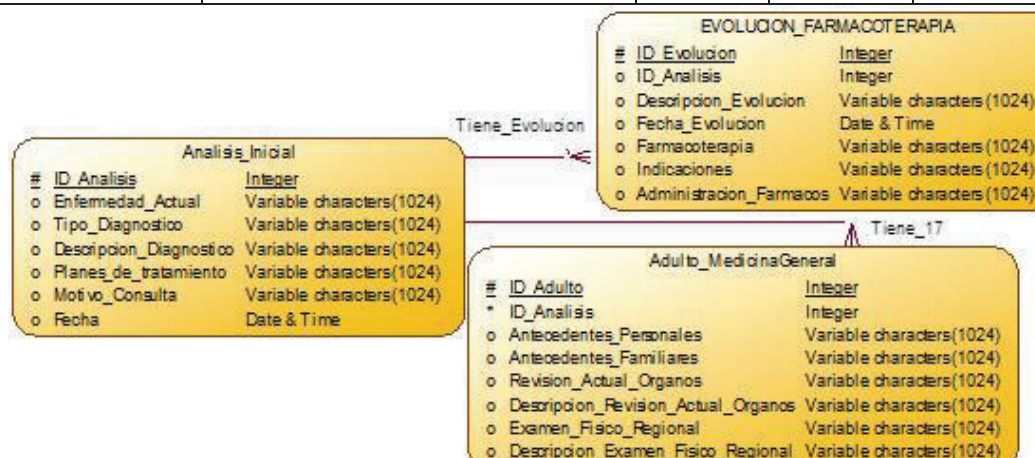 EVOLUCION_FARMACOTERAPIA
# ID_Evolucion Integer
o ID_Analisis Integer
o Descripcion_Evolucion Variable characters(1024)
o Fecha_Evolucion Date & Time
o Farmacoterapia Variable characters(1024)
o Indicaciones Variable characters(1024)
o Administracion_Farmacos Variable characters(1024)
Tiene_Evolucion
Analisis_Inicial
# ID_Analisis Integer
o Enfermedad_Actual Variable characters(1024)
o Tipo_Diagnostico Variable characters(1024)
o Descripcion_Diagnostico Variable characters(1024)
o Planes_de_tratamiento Variable characters(1024)
o Motivo_Consulta Variable characters(1024)
o Fecha Date & Time
Tiene_17
Adulto_MedicinaGeneral
# ID_Adulto Integer
* ID_Analisis Integer
o Antecedentes_Personales Variable characters(1024)
o Antecedentes_Familiares Variable characters(1024)
o Revision_Actual_Organos Variable characters(1024)
o Descripcion_Revision_Actual_Organos Variable characters(1024)
o Examen_Fisico_Regional Variable characters(1024)
o Descripcion_Examen_Fisico_Regional Variable characters(1024)